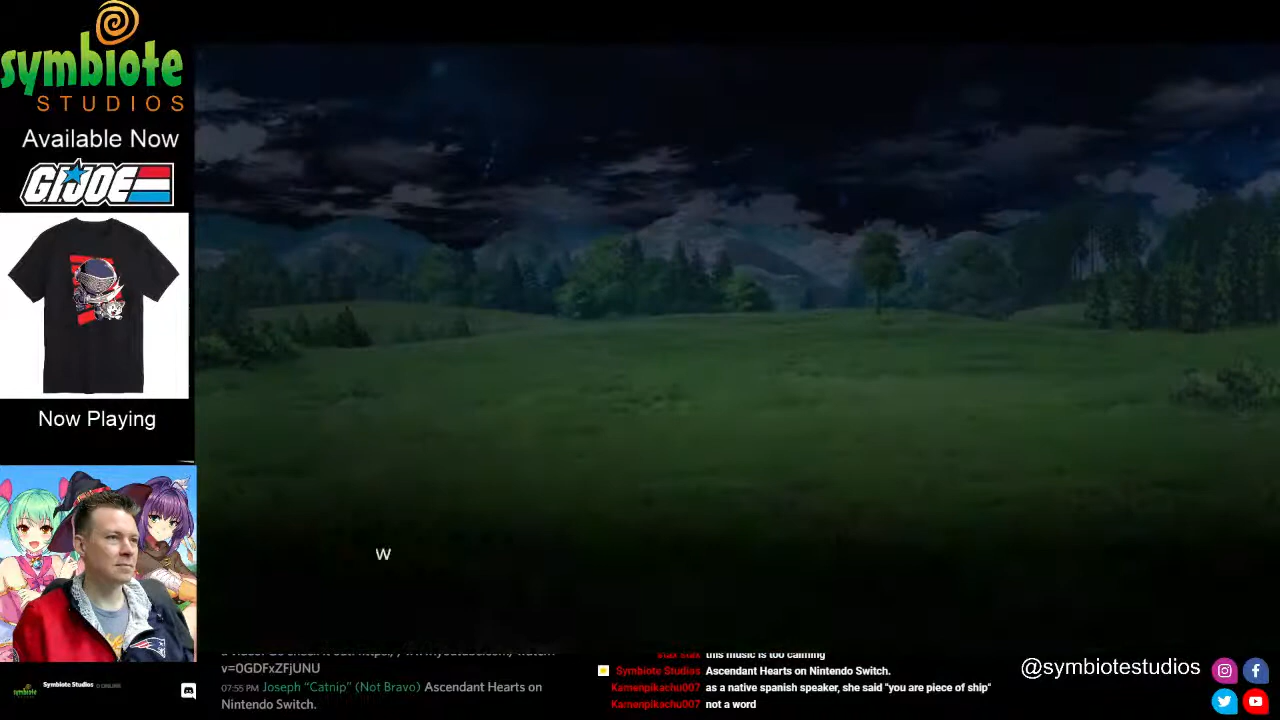 symbiote
STUDIOS
Available Now
G.I.JOE
Now Playing
W
v=0GDFxZFjUNU
07:55 PM Joseph "Catnip" (Not Bravo) Ascendant Hearts on
Nintendo Switch.
this music is too calming
Symbiote Studios Ascendant Hearts on Nintendo Switch.
Kamenpikachu007 as a native spanish speaker, she said "you are piece of ship"
Kamenpikachu007 not a word
@symbiotestudios
Symbiote Studios